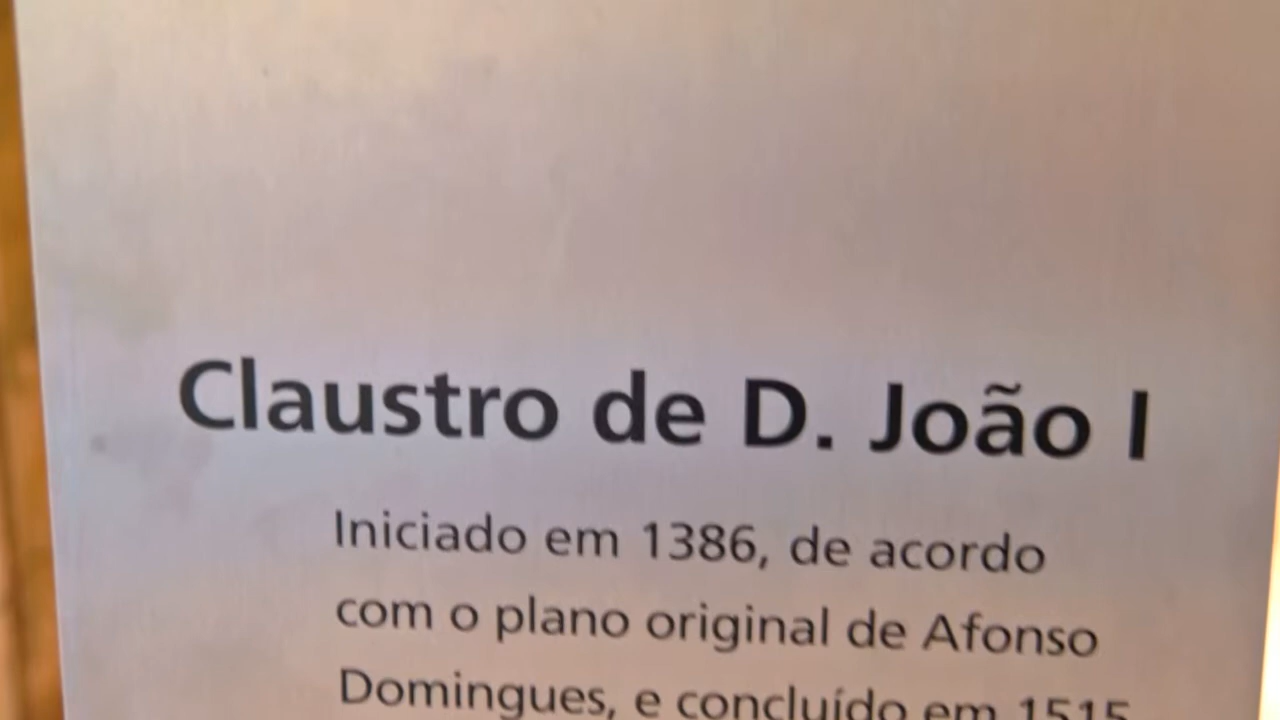 Claustro de D. João I
Iniciado em 1386, de acordo
com o plano original de Afonso
Domingues, e concluído em 1515